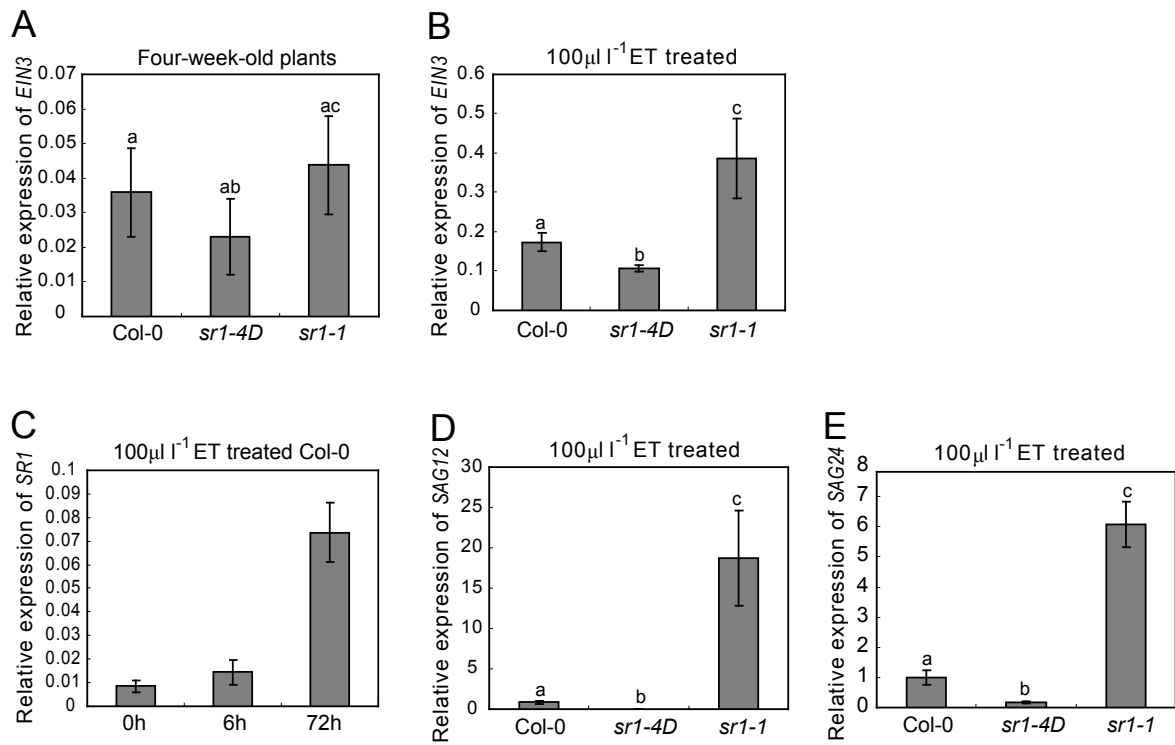 A
Four-week-old plants
Relative expression of EIN3
0.07
0.06
0.05
0.04
0.03
0.02
0.01
0
a
ab
ac
Col-0 sr1-4D sr1-1
B
100μl l⁻¹ ET treated
Relative expression of EIN3
0.6
0.5
0.4
0.3
0.2
0.1
0
a
b
c
Col-0 sr1-4D sr1-1
C
100μl l⁻¹ ET treated Col-0
Relative expression of SR1
0.1
0.09
0.08
0.07
0.06
0.05
0.04
0.03
0.02
0.01
0
0h 6h 72h
D
100μl l⁻¹ ET treated
Relative expression of SAG12
30
25
20
15
10
5
0
a
b
c
Col-0 sr1-4D sr1-1
E
100μl l⁻¹ ET treated
Relative expression of SAG24
8
7
6
5
4
3
2
1
0
a
b
c
Col-0 sr1-4D sr1-1